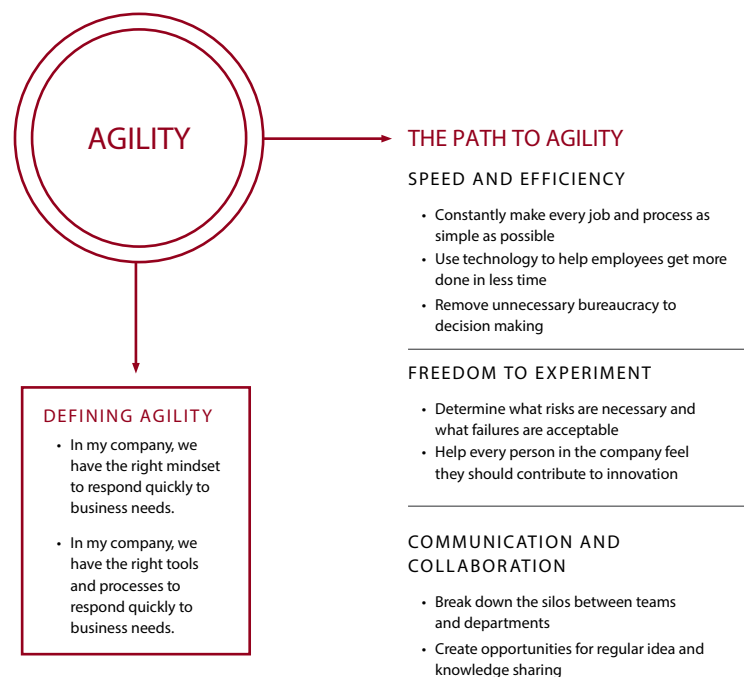 AGILITY
THE PATH TO AGILITY
SPEED AND EFFICIENCY
• Constantly make every job and process as
simple as possible
• Use technology to help employees get more
done in less time
• Remove unnecessary bureaucracy to
decision making
FREEDOM TO EXPERIMENT
• Determine what risks are necessary and
what failures are acceptable
• Help every person in the company feel
they should contribute to innovation
COMMUNICATION AND
COLLABORATION
• Break down the silos between teams
and departments
• Create opportunities for regular idea and
knowledge sharing
DEFINING AGILITY
• In my company, we
have the right mindset
to respond quickly to
business needs.
• In my company, we
have the right tools
and processes to
respond quickly to
business needs.